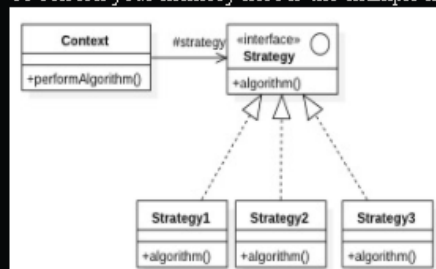 Context
+performAlgorithm()
#strategy
«interface»
Strategy
+algorithm()
Strategy1
+algorithm()
Strategy2
+algorithm()
Strategy3
+algorithm()